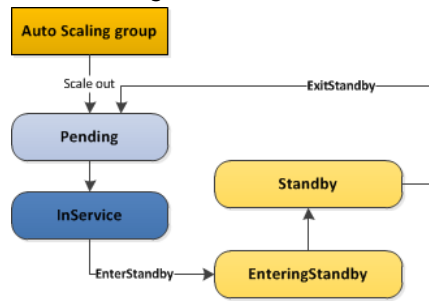 Auto Scaling group
Scale out
ExitStandby
Pending
Standby
InService
EnterStandby
EnteringStandby